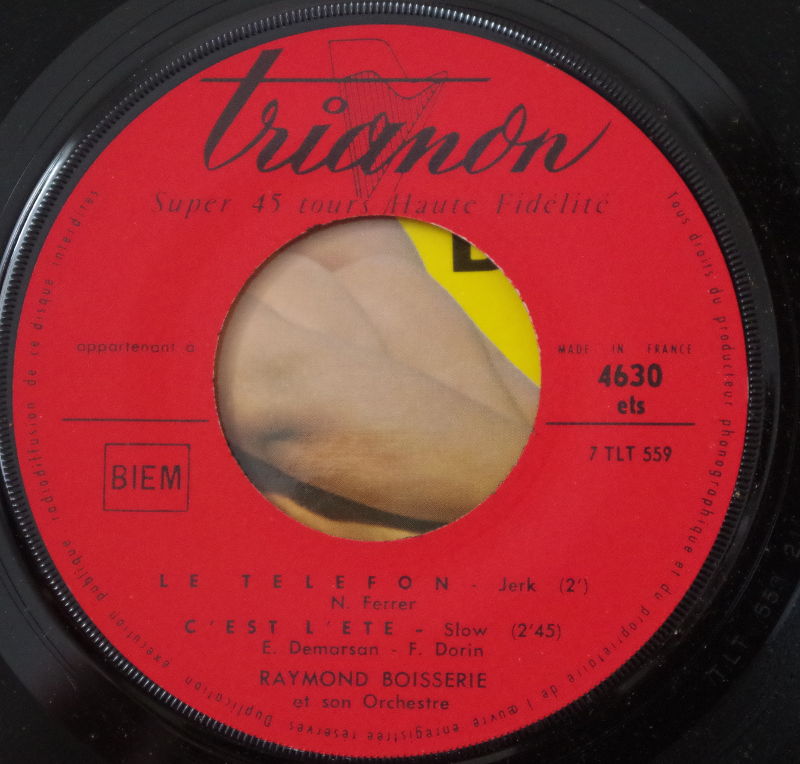 trianon
Super 45 tours Haute Fidélité
appartenant à
MADE IN FRANCE
4630
ets
BIEM
7 TLT 559
LE TELEFON - Jerk (2')
N. Ferrer
C'EST L'ETE - Slow (2'45)
E. Demarsan - F. Dorin
RAYMOND BOISSERIE
et son Orchestre
Tous droits du producteur phonographique et du propriétaire de l'œuvre enregistrée réservés Duplication exécution publique radiodiffusion de ce disque interdites